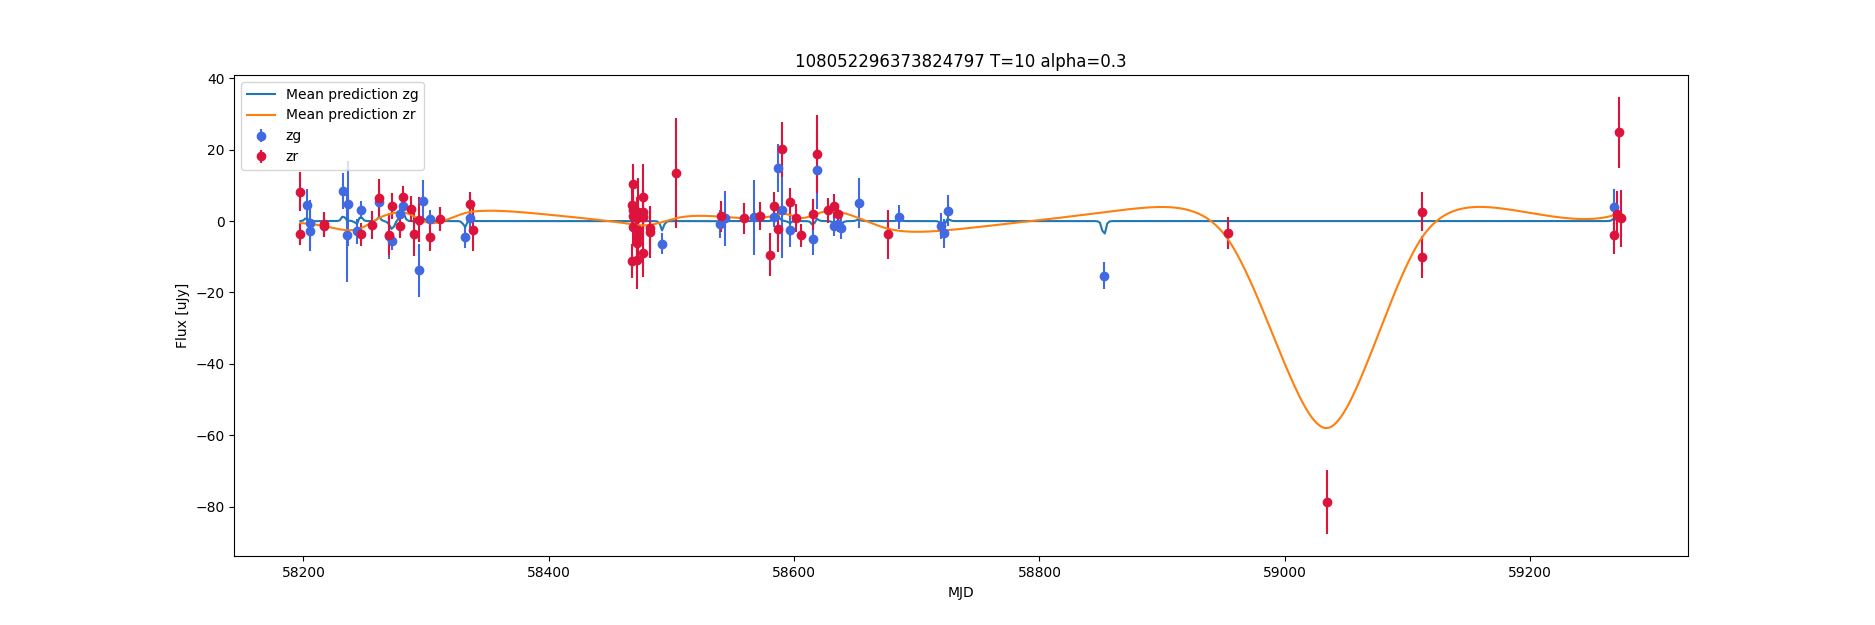 108052296373824797 T=10 alpha=0.3
Mean prediction zg
Mean prediction zr
zg
zr
Flux [uJy]
40
20
0
−20
−40
−60
−80
58200 58400 58600 58800 59000 59200
MJD